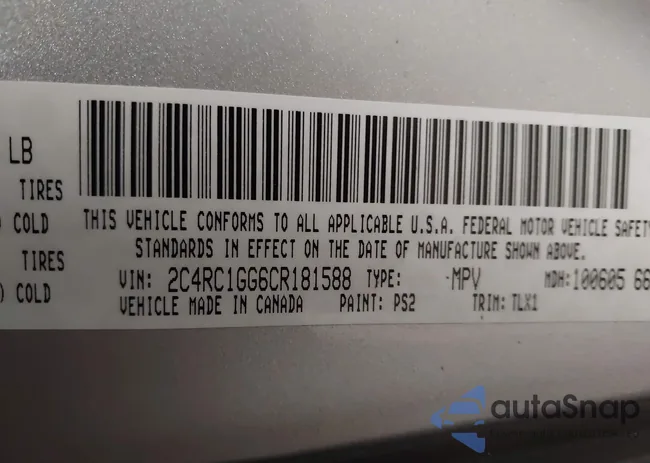 LB
TIRES
) COLD
TIRES
) COLD
THIS VEHICLE CONFORMS TO ALL APPLICABLE U.S.A. FEDERAL MOTOR VEHICLE SAFETY
STANDARDS IN EFFECT ON THE DATE OF MANUFACTURE SHOWN ABOVE.
VIN: 2C4RC1GG6CR181588 TYPE: MPV MDH:100605 66
VEHICLE MADE IN CANADA PAINT: PS2 TRIM: TLX1
autaSnap